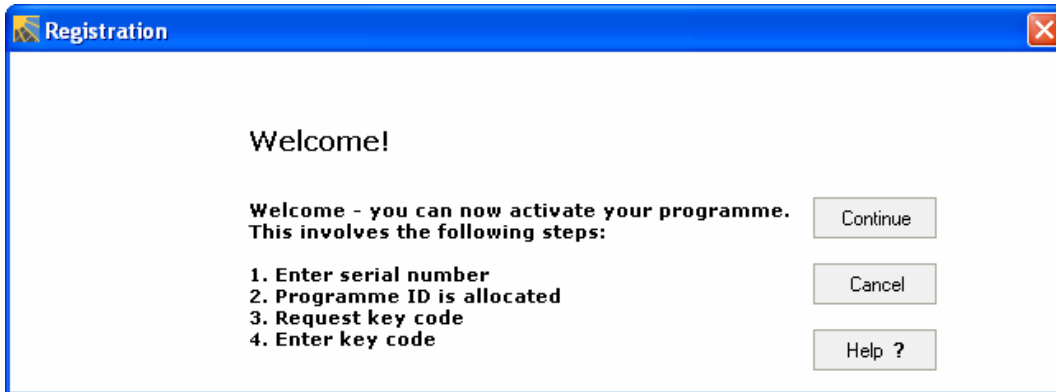 Registration
Welcome!
Welcome - you can now activate your programme.
This involves the following steps:
1. Enter serial number
2. Programme ID is allocated
3. Request key code
4. Enter key code
Continue
Cancel
Help ?